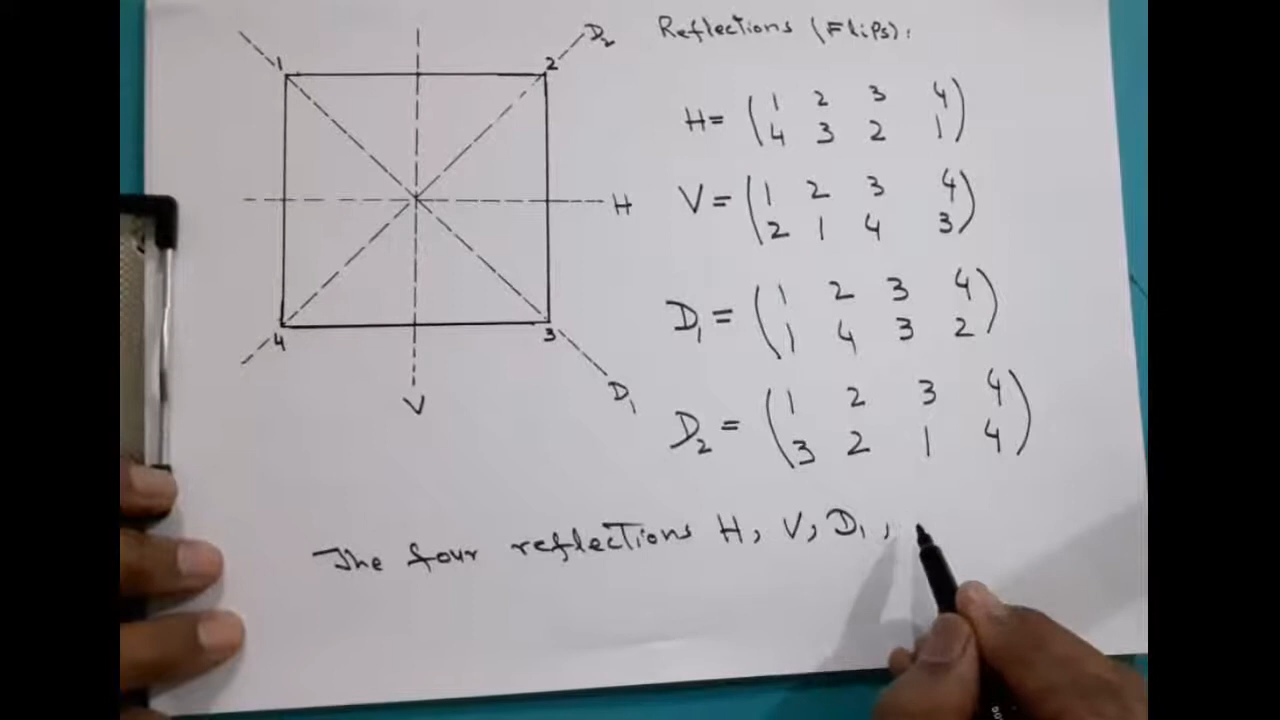 Reflections (Flips):
D2
1 2
H
4 3
D1
V
H = (1 2 3 4
4 3 2 1)
V = (1 2 3 4
2 1 4 3)
D1 = (1 2 3 4
1 4 3 2)
D2 = (1 2 3 4
3 2 1 4)
The four reflections H, V, D1,